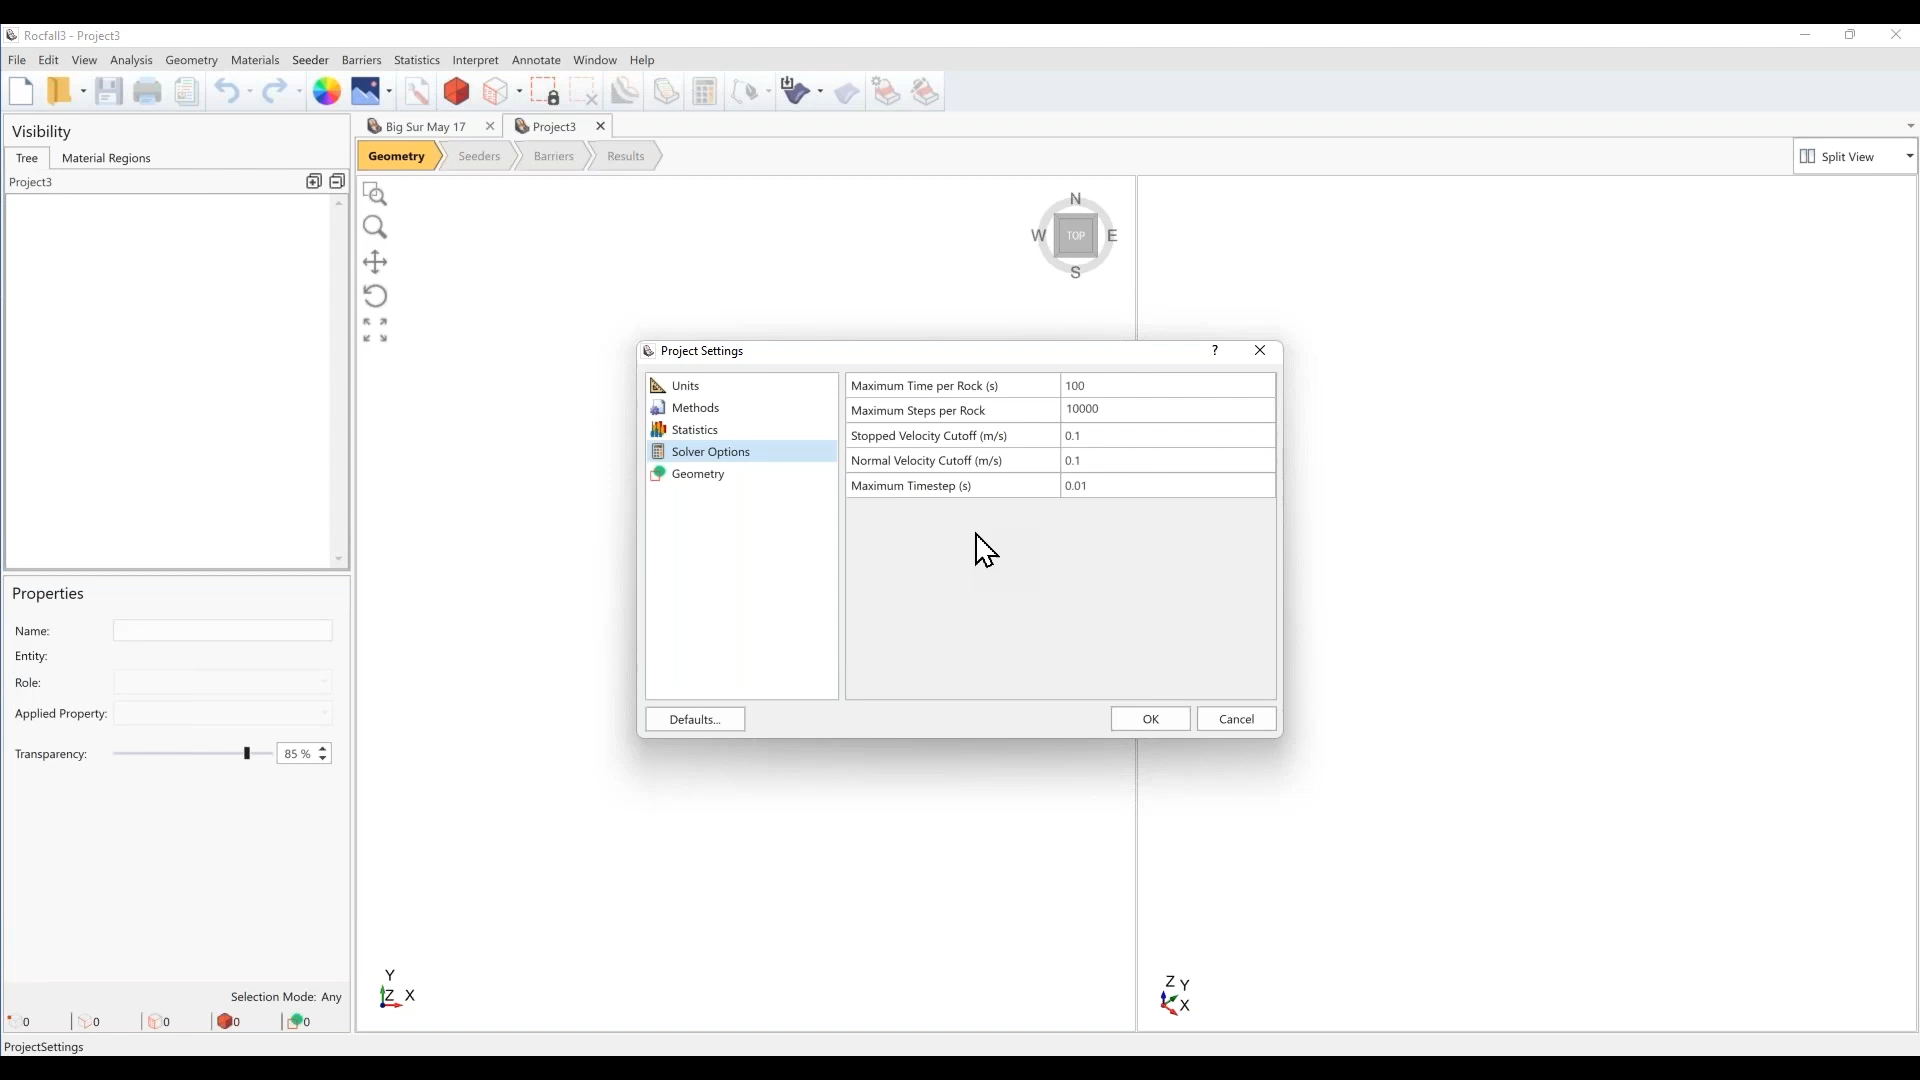 Rocfall3 - Project3
File Edit View Analysis Geometry Materials Seeder Barriers Statistics Interpret Annotate Window Help
Visibility
Tree Material Regions
Project3
Big Sur May 17 Project3
Geometry Seeders Barriers Results
Split View
N
W TOP E
S
Project Settings ?
Units
Methods
Statistics
Solver Options
Geometry
Maximum Time per Rock (s) 100
Maximum Steps per Rock 10000
Stopped Velocity Cutoff (m/s) 0.1
Normal Velocity Cutoff (m/s) 0.1
Maximum Timestep (s) 0.01
Defaults... OK Cancel
Properties
Name:
Entity:
Role:
Applied Property:
Transparency: 85 %
Y
Z X
Z Y
X
Selection Mode: Any
0 0 0 0 0
ProjectSettings